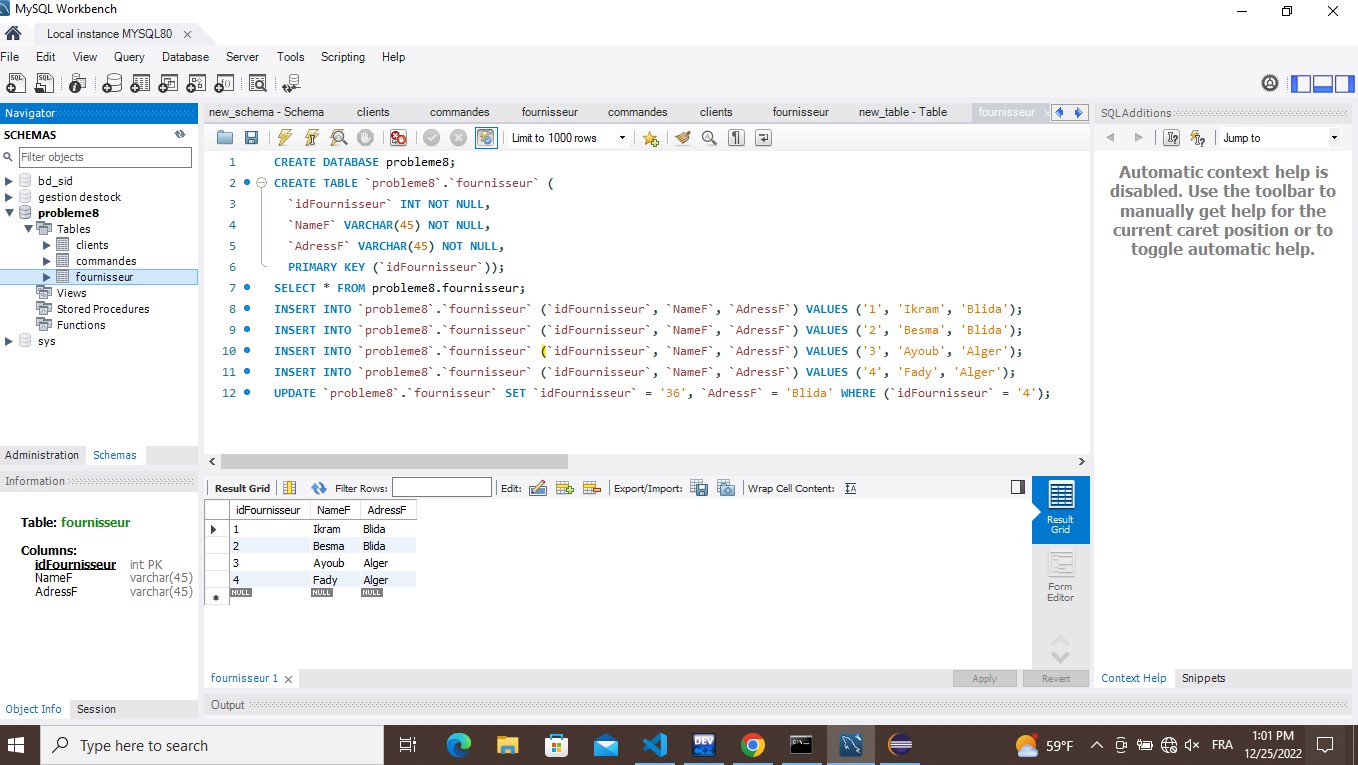 MySQL Workbench
Local instance MYSQL80
File Edit View Query Database Server Tools Scripting Help
Navigator
SCHEMAS
Filter objects
bd_sid
gestion destock
probleme8
Tables
clients
commandes
fournisseur
Views
Stored Procedures
Functions
sys
Administration Schemas
Information
Table: fournisseur
Columns:
idFournisseur int PK
NameF varchar(45)
AdressF varchar(45)
Object Info Session
new_schema - Schema clients commandes fournisseur commandes clients fournisseur new_table - Table fournisseur
Limit to 1000 rows
1 CREATE DATABASE probleme8;
2 CREATE TABLE `probleme8`.`fournisseur` (
3 `idFournisseur` INT NOT NULL,
4 `NameF` VARCHAR(45) NOT NULL,
5 `AdressF` VARCHAR(45) NOT NULL,
6 PRIMARY KEY (`idFournisseur`));
7 SELECT * FROM probleme8.fournisseur;
8 INSERT INTO `probleme8`.`fournisseur` (`idFournisseur`, `NameF`, `AdressF`) VALUES ('1', 'Ikram', 'Blida');
9 INSERT INTO `probleme8`.`fournisseur` (`idFournisseur`, `NameF`, `AdressF`) VALUES ('2', 'Besma', 'Blida');
10 INSERT INTO `probleme8`.`fournisseur` (`idFournisseur`, `NameF`, `AdressF`) VALUES ('3', 'Ayoub', 'Alger');
11 INSERT INTO `probleme8`.`fournisseur` (`idFournisseur`, `NameF`, `AdressF`) VALUES ('4', 'Fady', 'Alger');
12 UPDATE `probleme8`.`fournisseur` SET `idFournisseur` = '36', `AdressF` = 'Blida' WHERE (`idFournisseur` = '4');
Result Grid Filter Rows: Edit: Export/Import: Wrap Cell Content:
idFournisseur NameF AdressF
1 Ikram Blida
2 Besma Blida
3 Ayoub Alger
4 Fady Alger
NULL NULL NULL
Result
Grid
Form
Editor
fournisseur 1 Apply Revert
Output
SQLAdditions
Jump to
Automatic context help is
disabled. Use the toolbar to
manually get help for the
current caret position or to
toggle automatic help.
Context Help Snippets
Type here to search
DEV
59°F
FRA
1:01 PM
12/25/2022